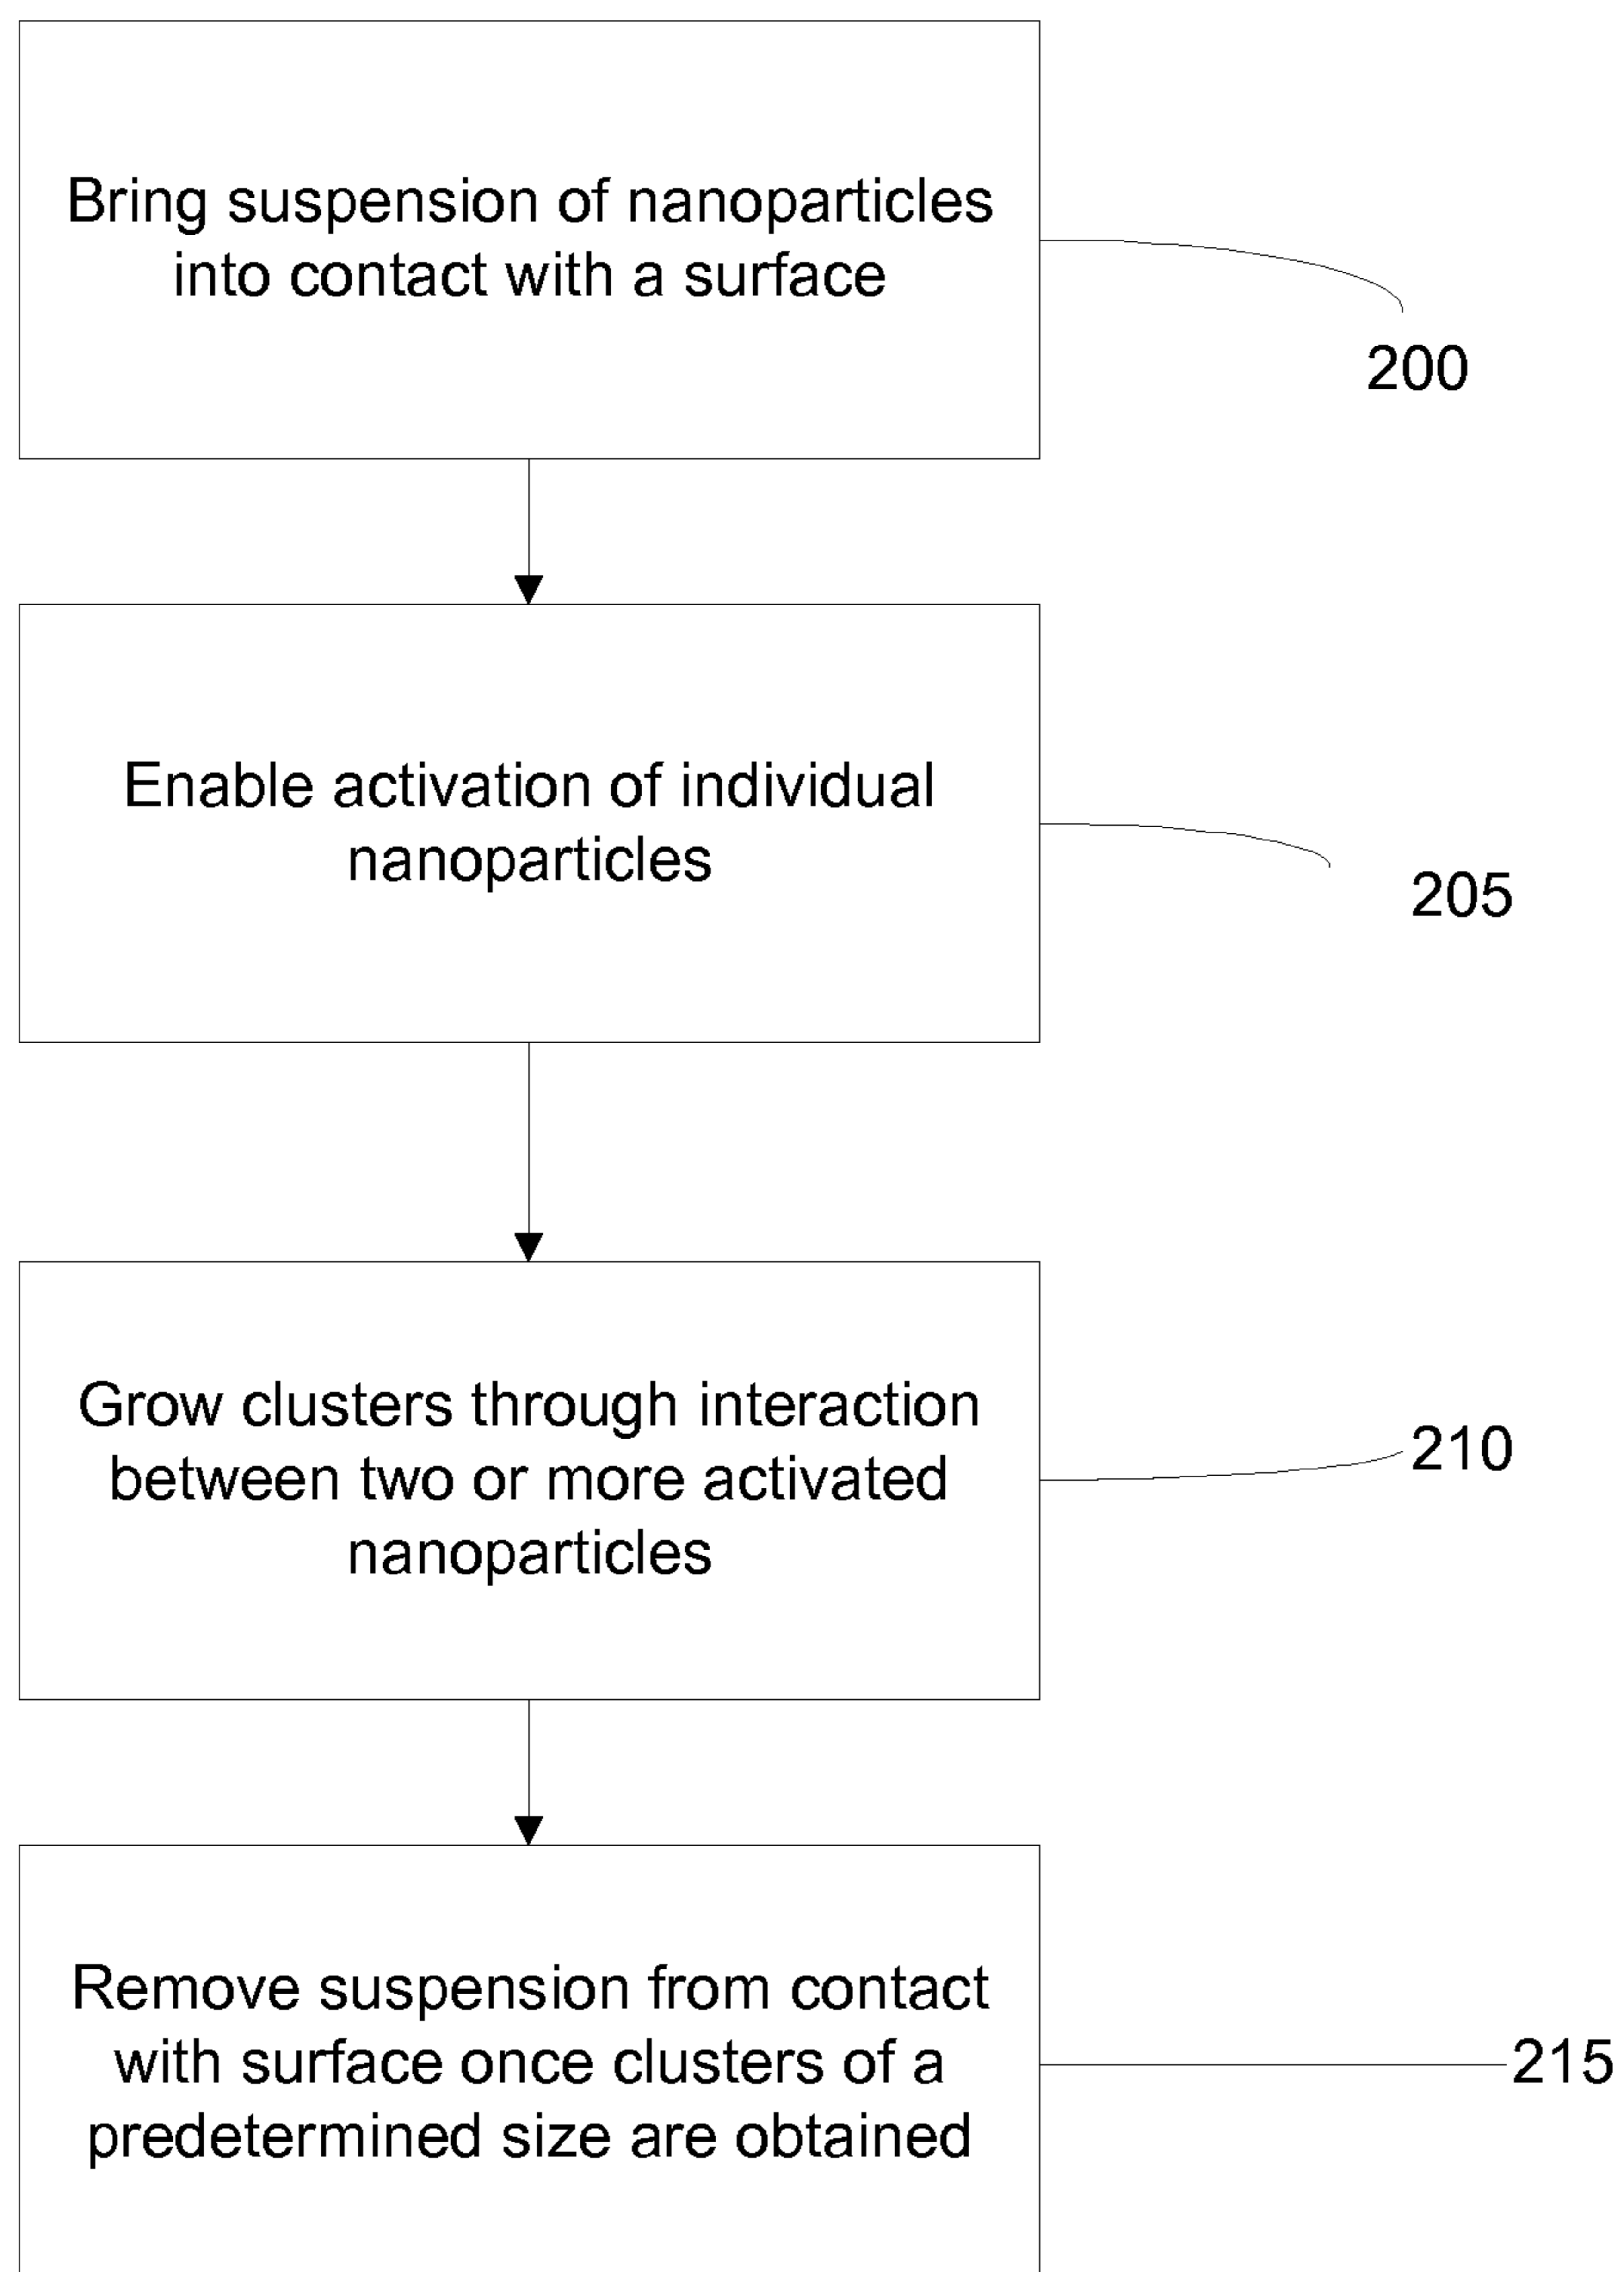 Bring suspension of nanoparticles
into contact with a surface
200
Enable activation of individual
nanoparticles
205
Grow clusters through interaction
between two or more activated
nanoparticles
210
Remove suspension from contact
with surface once clusters of a
predetermined size are obtained
215